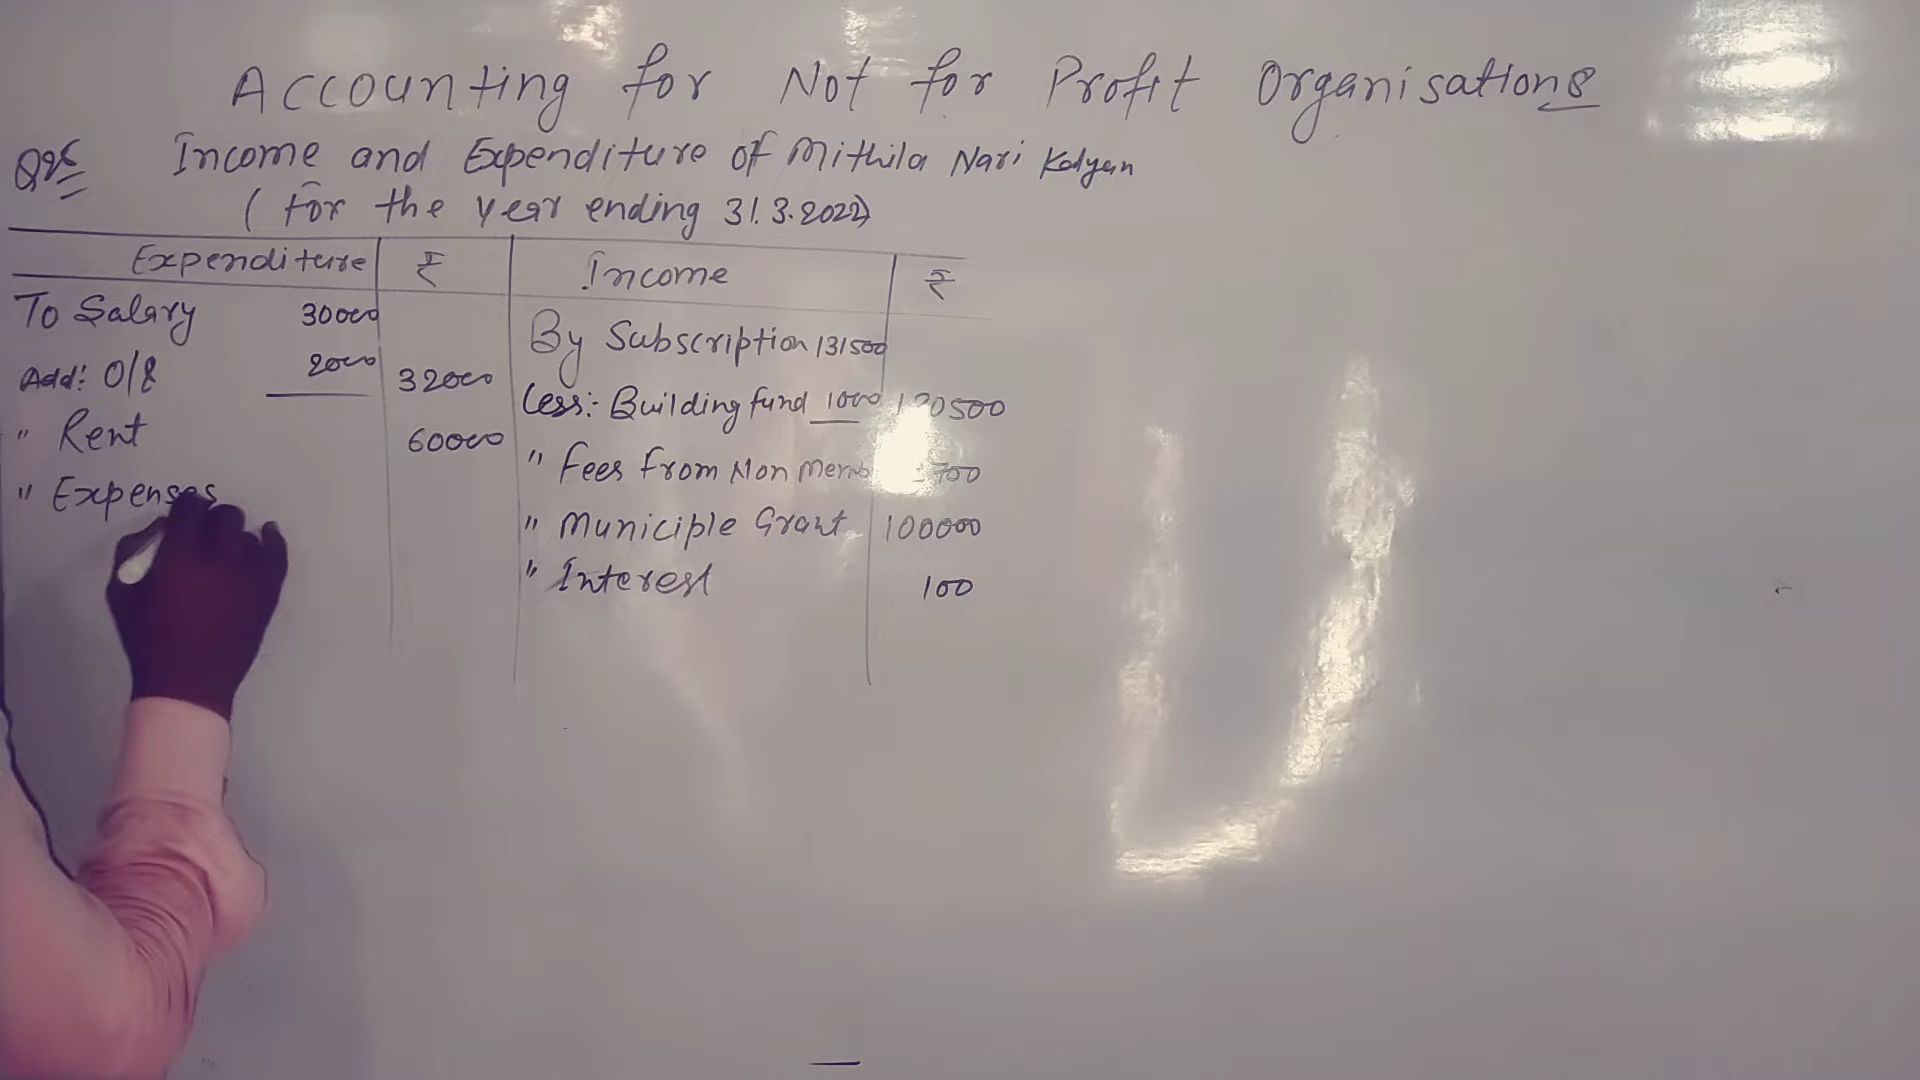 Accounting for Not for Profit Organisations
Income and Expenditure of Mithila Nari Kalyan
(For the year ending 31.3.2022)
Expenditure ₹ Income ₹
To Salary 30000
By Subscription 131500
Add: O/S 2000 32000
Less:- Building fund 1000
" Rent 60000
" Fees From Non Memb 700
" Expenses
" Municiple Grant 100000
" Interest 100